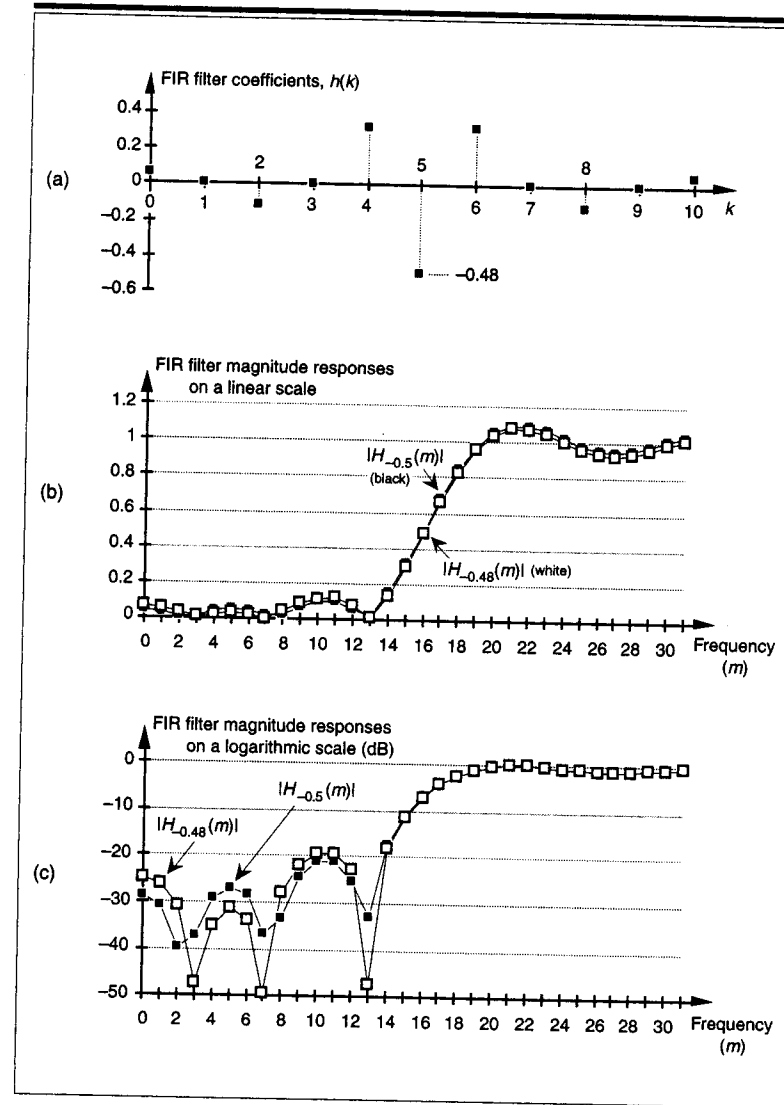 FIR filter coefficients, h(k)
0.4
0.2
0
−0.2
−0.4
−0.6
(a)
2
5
8
0 1 3 4 6 7 9 10 k
−0.48
FIR filter magnitude responses
on a linear scale
1.2
1
0.8
0.6
0.4
0.2
0
(b)
|H−0.5(m)|
(black)
|H−0.48(m)| (white)
0 2 4 6 8 10 12 14 16 18 20 22 24 26 28 30 Frequency
(m)
FIR filter magnitude responses
on a logarithmic scale (dB)
0
−10
−20
−30
−40
−50
(c)
|H−0.5(m)|
|H−0.48(m)|
0 2 4 6 8 10 12 14 16 18 20 22 24 26 28 30 Frequency
(m)